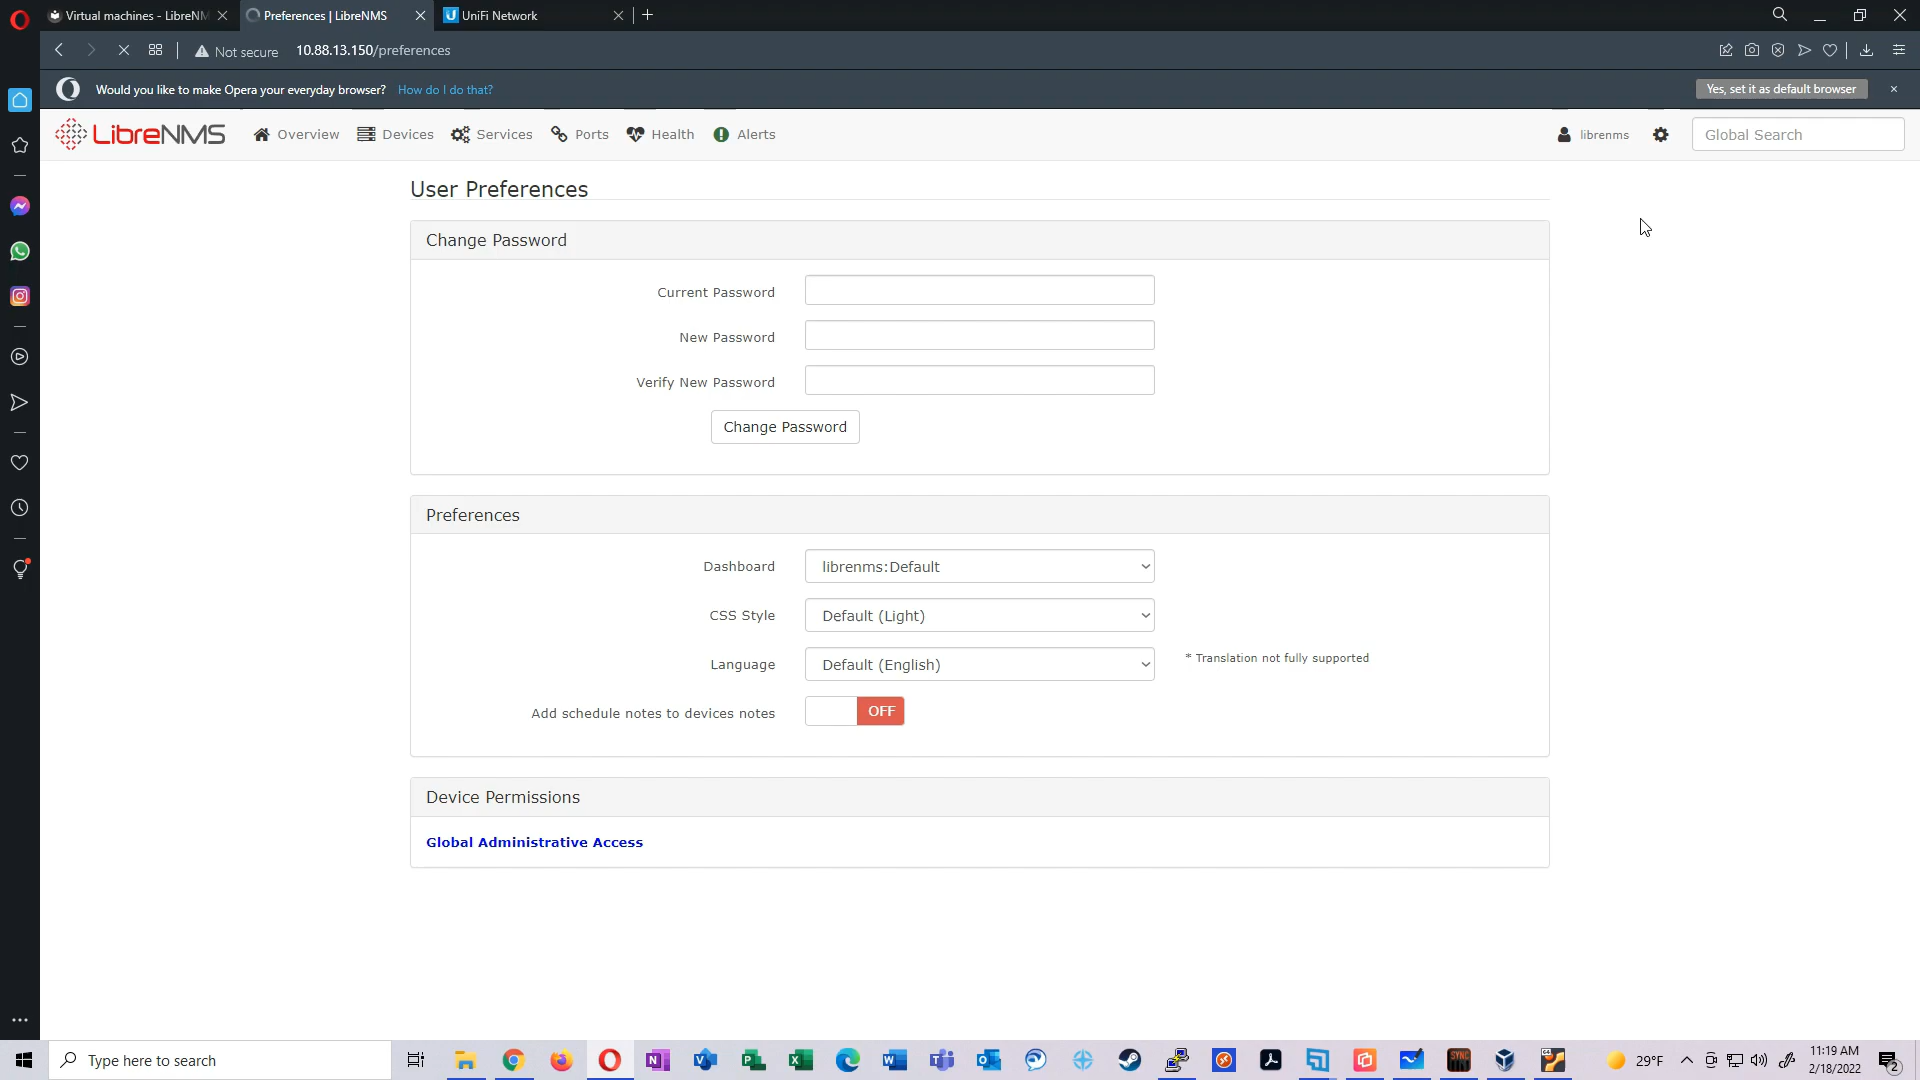 Virtual machines - LibreNM
Preferences | LibreNMS
UniFi Network
Not secure
10.88.13.150/preferences
Would you like to make Opera your everyday browser?
How do I do that?
Yes, set it as default browser
LibreNMS
Overview
Devices
Services
Ports
Health
Alerts
librenms
Global Search
User Preferences
Change Password
Current Password
New Password
Verify New Password
Change Password
Preferences
Dashboard
librenms:Default
CSS Style
Default (Light)
Language
Default (English)
* Translation not fully supported
Add schedule notes to devices notes
OFF
Device Permissions
Global Administrative Access
Type here to search
29°F
11:19 AM
2/18/2022
2